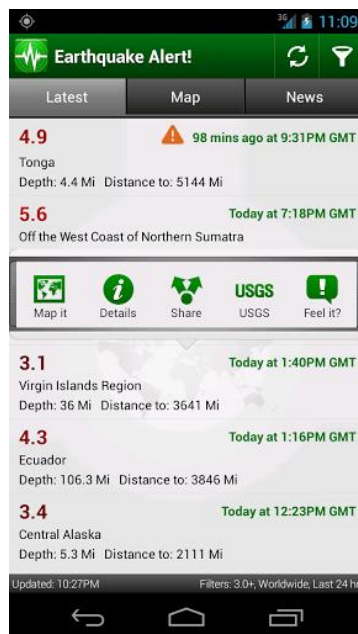 3G 11:09
Earthquake Alert!
Latest Map News
4.9 98 mins ago at 9:31PM GMT
Tonga
Depth: 4.4 Mi Distance to: 5144 Mi
5.6 Today at 7:18PM GMT
Off the West Coast of Northern Sumatra
USGS
Map it Details Share USGS Feel it?
3.1 Today at 1:40PM GMT
Virgin Islands Region
Depth: 36 Mi Distance to: 3641 Mi
4.3 Today at 1:16PM GMT
Ecuador
Depth: 106.3 Mi Distance to: 3846 Mi
3.4 Today at 12:23PM GMT
Central Alaska
Depth: 5.3 Mi Distance to: 2111 Mi
Updated: 10:27PM Filters: 3.0+, Worldwide, Last 24 h